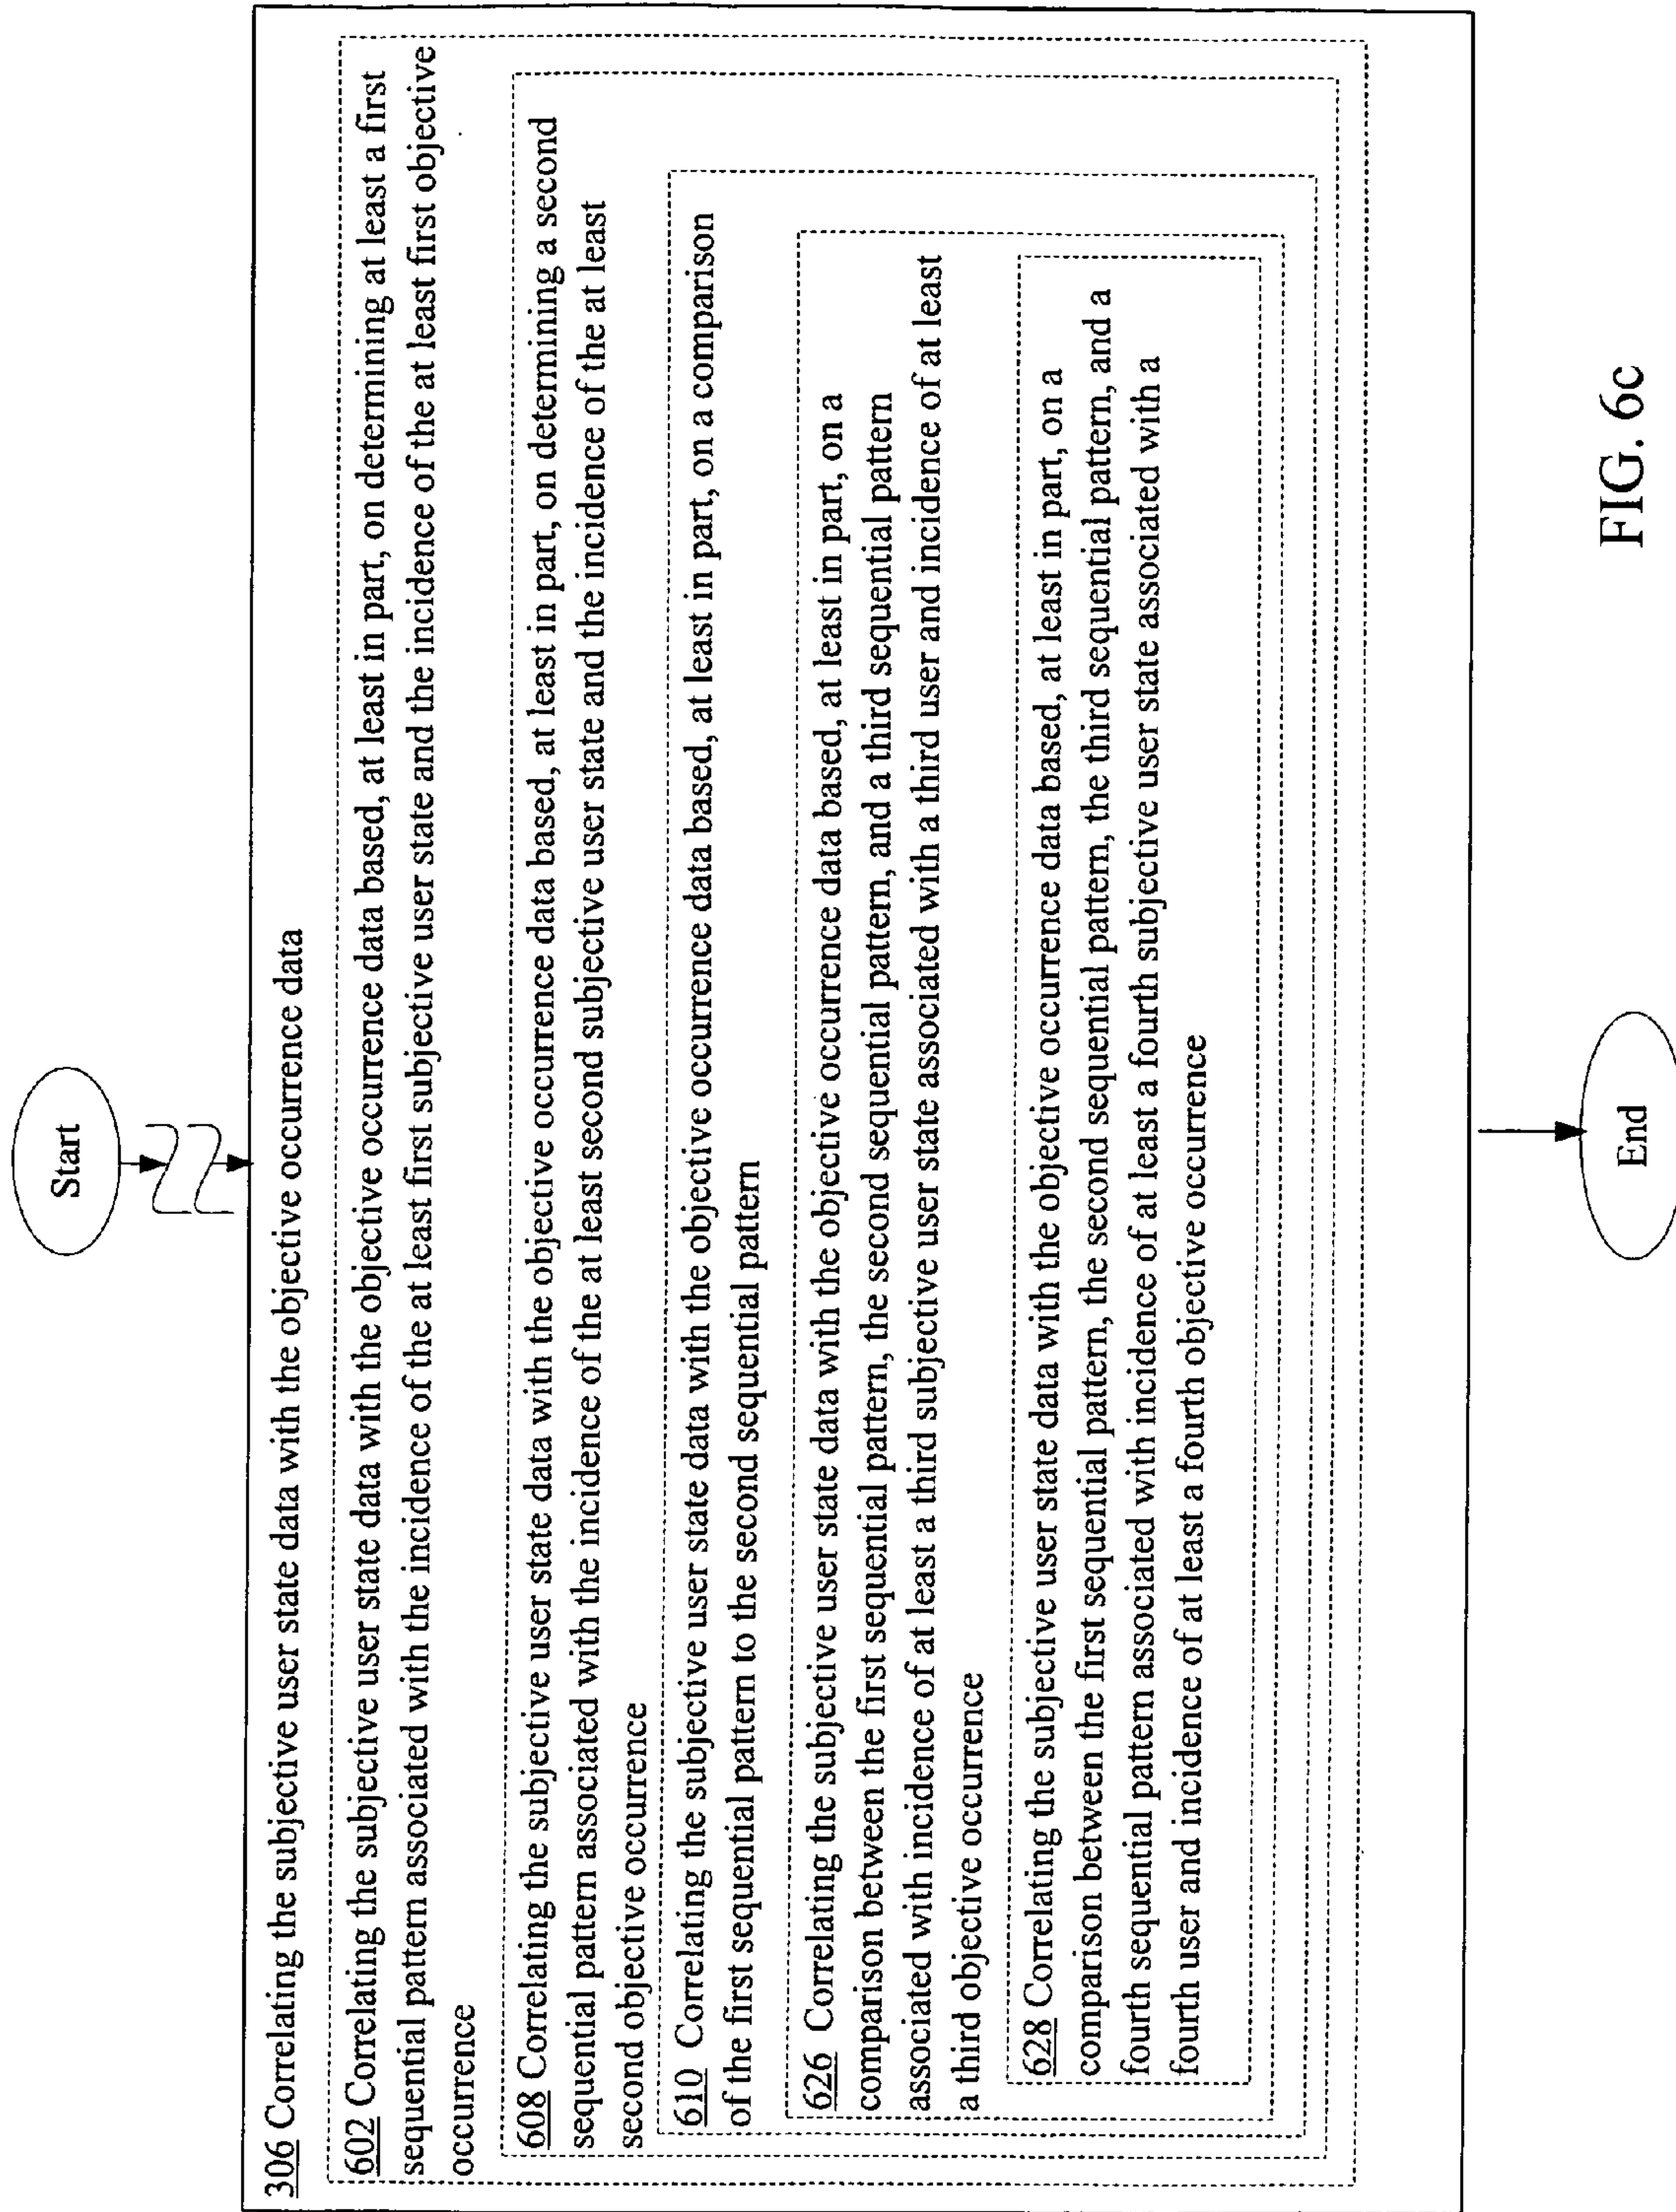 Start
306 Correlating the subjective user state data with the objective occurrence data
602 Correlating the subjective user state data with the objective occurrence data based, at least in part, on determining at least a first
sequential pattern associated with the incidence of the at least first subjective user state and the incidence of the at least first objective
occurrence
608 Correlating the subjective user state data with the objective occurrence data based, at least in part, on determining a second
sequential pattern associated with the incidence of the at least second subjective user state and the incidence of the at least
second objective occurrence
610 Correlating the subjective user state data with the objective occurrence data based, at least in part, on a comparison
of the first sequential pattern to the second sequential pattern
626 Correlating the subjective user state data with the objective occurrence data based, at least in part, on a
comparison between the first sequential pattern, the second sequential pattern, and a third sequential pattern
associated with incidence of at least a third subjective user state associated with a third user and incidence of at least
a third objective occurrence
628 Correlating the subjective user state data with the objective occurrence data based, at least in part, on a
comparison between the first sequential pattern, the second sequential pattern, the third sequential pattern, and a
fourth sequential pattern associated with incidence of at least a fourth subjective user state associated with a
fourth user and incidence of at least a fourth objective occurrence
End
FIG. 6c